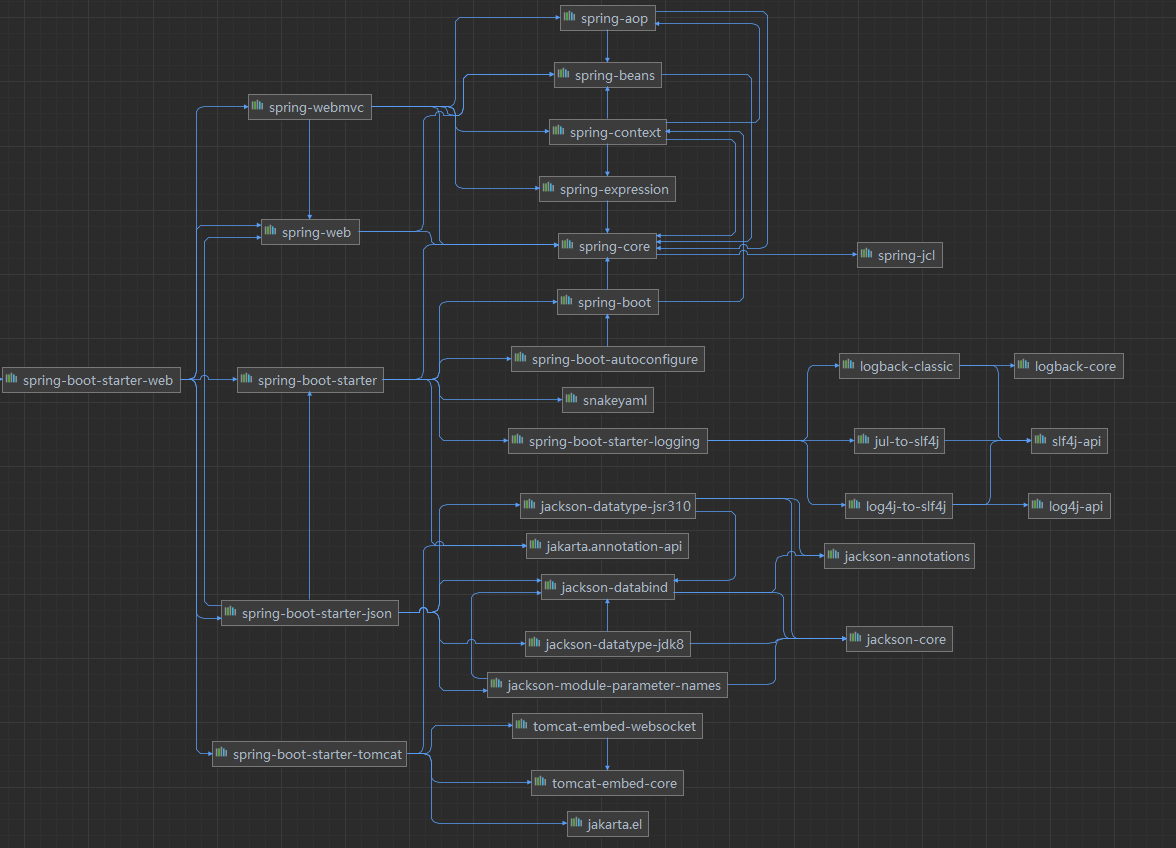 spring-aop
spring-beans
spring-webmvc
spring-context
spring-expression
spring-web
spring-core
spring-jcl
spring-boot
spring-boot-autoconfigure
logback-classic
logback-core
spring-boot-starter-web
spring-boot-starter
snakeyaml
spring-boot-starter-logging
jul-to-slf4j
slf4j-api
jackson-datatype-jsr310
log4j-to-slf4j
log4j-api
jakarta.annotation-api
jackson-annotations
jackson-databind
spring-boot-starter-json
jackson-core
jackson-datatype-jdk8
jackson-module-parameter-names
tomcat-embed-websocket
spring-boot-starter-tomcat
tomcat-embed-core
jakarta.el